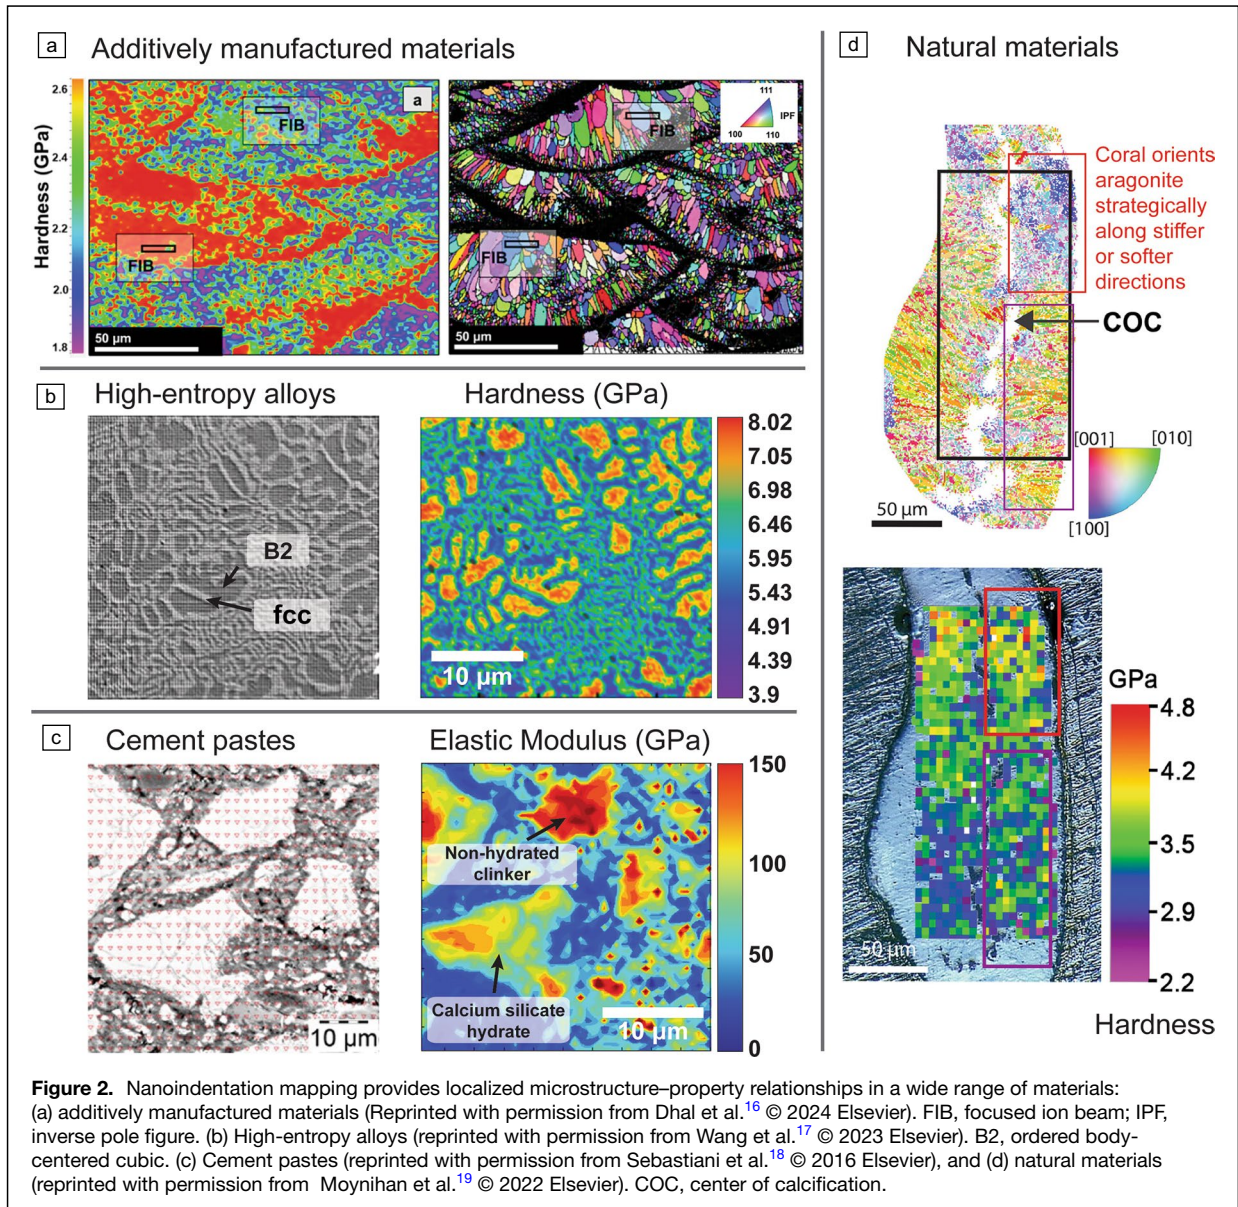 a Additively manufactured materials
Hardness (GPa)
2.6
2.4
2.2
2.0
1.8
a
FIB
FIB
50 µm
111
IPF
100
110
FIB
FIB
50 µm
b
High-entropy alloys
B2
fcc
Hardness (GPa)
10 µm
8.02
7.05
6.98
6.46
5.95
5.43
4.91
4.39
3.9
c
Cement pastes
10 µm
Elastic Modulus (GPa)
Non-hydrated
clinker
Calcium silicate
hydrate
10 µm
150
100
50
0
d Natural materials
Coral orients
aragonite
strategically
along stiffer
or softer
directions
COC
[001]
[010]
[100]
50 µm
50 µm
GPa
4.8
4.2
3.5
2.9
2.2
Hardness
Figure 2. Nanoindentation mapping provides localized microstructure–property relationships in a wide range of materials:
(a) additively manufactured materials (Reprinted with permission from Dhal et al.16 © 2024 Elsevier). FIB, focused ion beam; IPF,
inverse pole figure. (b) High-entropy alloys (reprinted with permission from Wang et al.17 © 2023 Elsevier). B2, ordered body-
centered cubic. (c) Cement pastes (reprinted with permission from Sebastiani et al.18 © 2016 Elsevier), and (d) natural materials
(reprinted with permission from Moynihan et al.19 © 2022 Elsevier). COC, center of calcification.